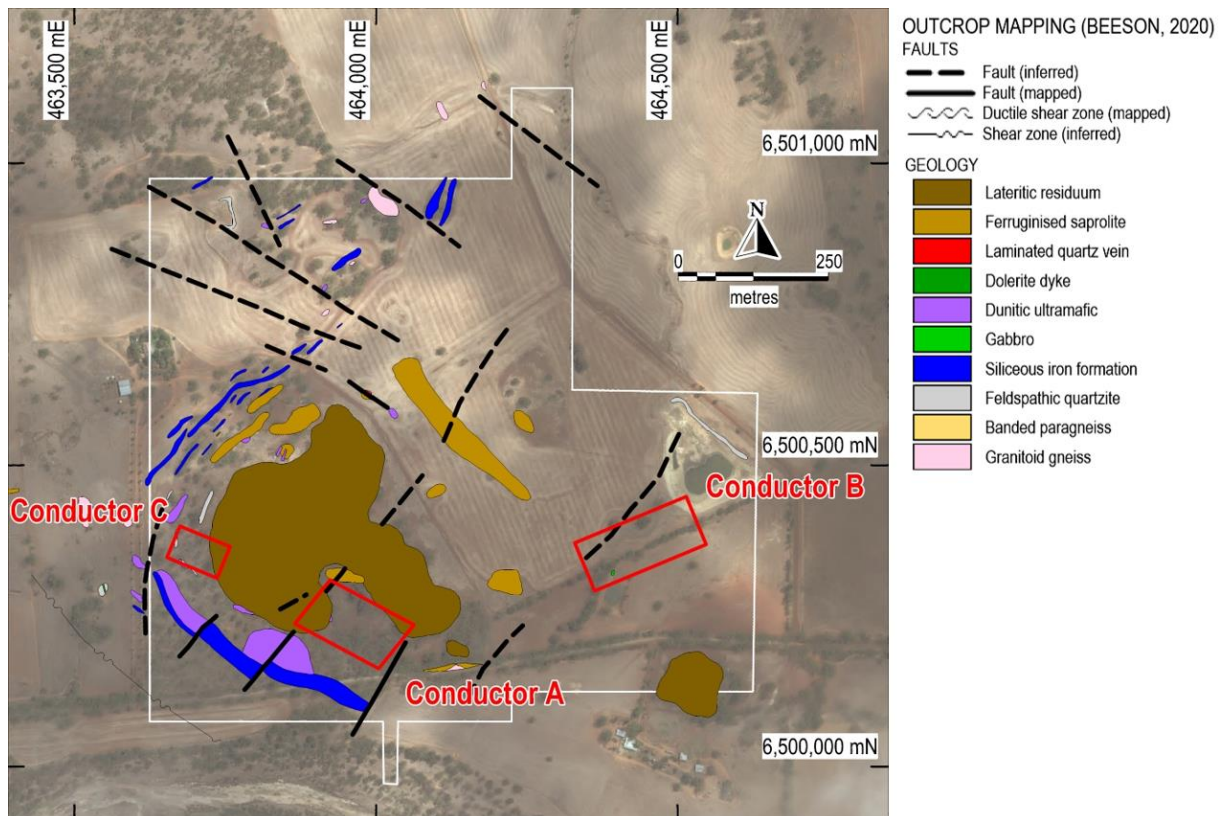 463,500 mE
464,000 mE
464,500 mE
6,501,000 mN
N
0 250
metres
6,500,500 mN
Conductor B
Conductor C
Conductor A
6,500,000 mN
OUTCROP MAPPING (BEESON, 2020)
FAULTS
Fault (inferred)
Fault (mapped)
Ductile shear zone (mapped)
Shear zone (inferred)
GEOLOGY
Lateritic residuum
Ferruginised saprolite
Laminated quartz vein
Dolerite dyke
Dunitic ultramafic
Gabbro
Siliceous iron formation
Feldspathic quartzite
Banded paragneiss
Granitoid gneiss